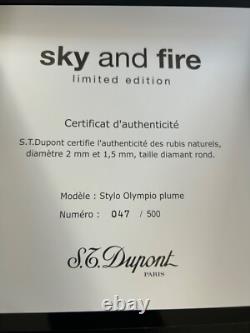 sky and fire
limited edition
Certificat d'authenticité
S.T.Dupont certifie l'authenticité des rubis naturels,
diamètre 2 mm et 1,5 mm, taille diamant rond.
Modèle : Stylo Olympio plume
Numéro : 047 / 500
S.T. Dupont
PARIS